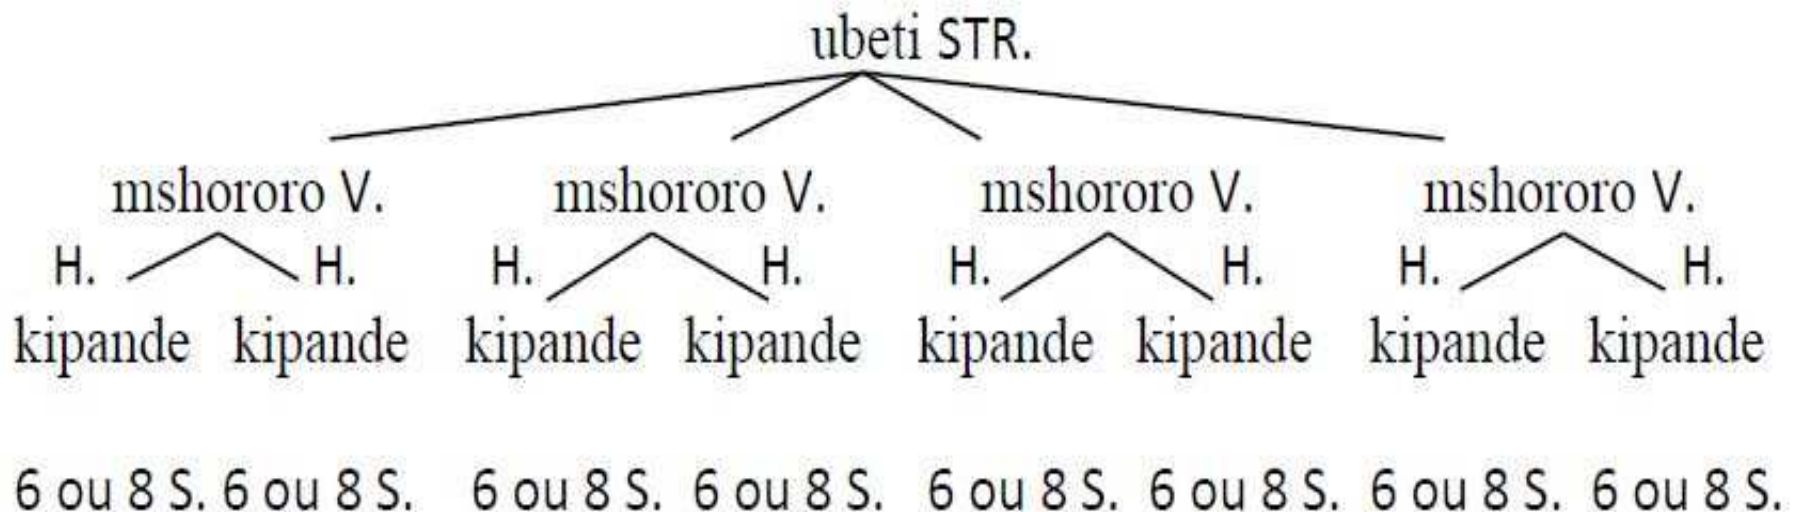 ubeti STR.
mshororo V. mshororo V. mshororo V. mshororo V.
H. H. H. H. H. H. H. H.
kipande kipande kipande kipande kipande kipande kipande kipande
6 ou 8 S. 6 ou 8 S. 6 ou 8 S. 6 ou 8 S. 6 ou 8 S. 6 ou 8 S. 6 ou 8 S. 6 ou 8 S.